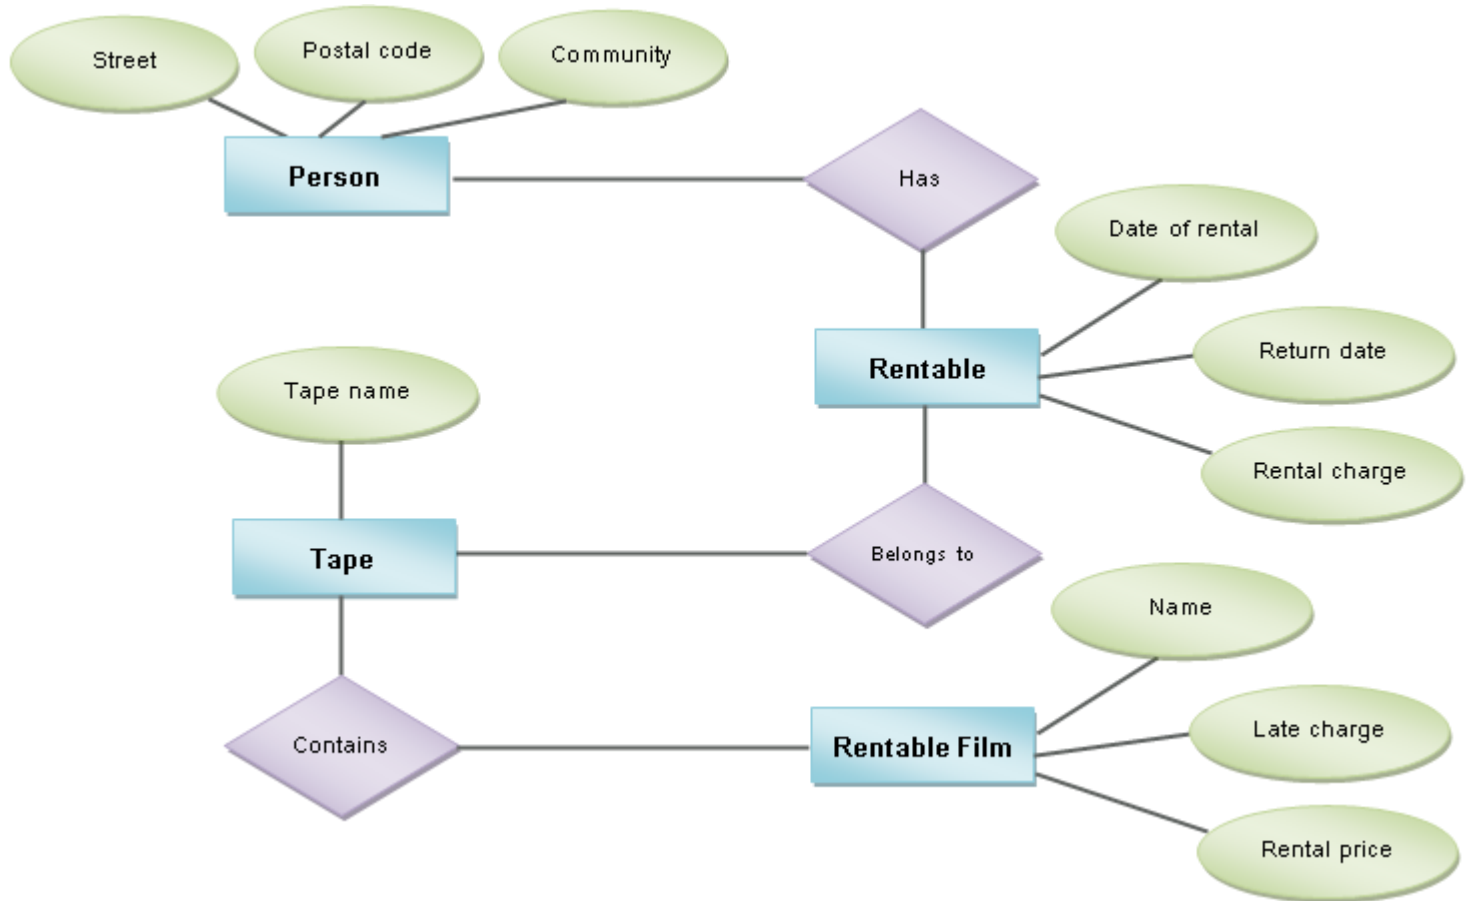 Street
Postal code
Community
Person
Has
Date of rental
Rentable
Return date
Tape name
Rental charge
Tape
Belongs to
Name
Contains
Rentable Film
Late charge
Rental price